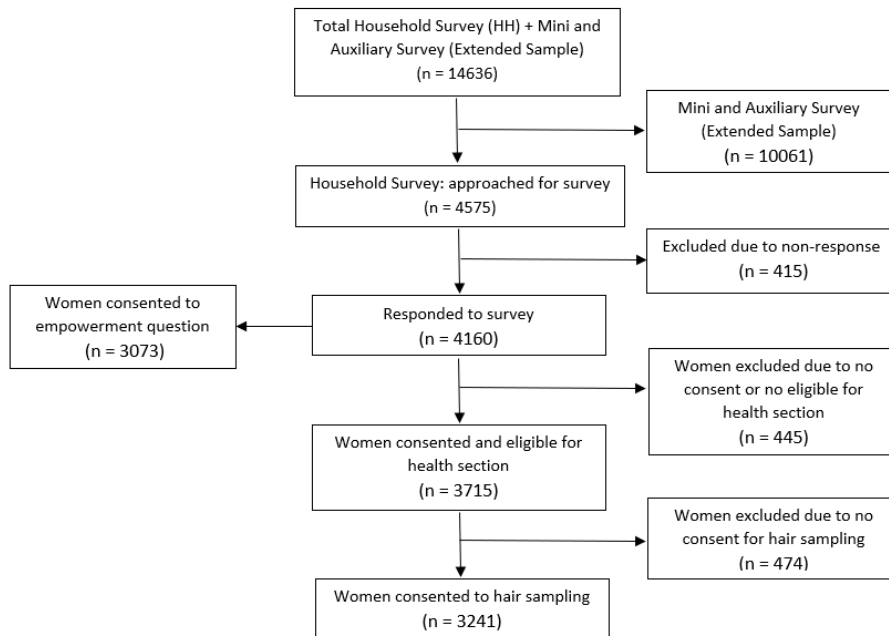 Total Household Survey (HH) + Mini and
Auxiliary Survey (Extended Sample)
(n = 14636)
Mini and Auxiliary Survey
(Extended Sample)
(n = 10061)
Household Survey: approached for survey
(n = 4575)
Excluded due to non-response
(n = 415)
Women consented to
empowerment question
(n = 3073)
Responded to survey
(n = 4160)
Women excluded due to no
consent or no eligible for
health section
(n = 445)
Women consented and eligible for
health section
(n = 3715)
Women excluded due to no
consent for hair sampling
(n = 474)
Women consented to hair sampling
(n = 3241)